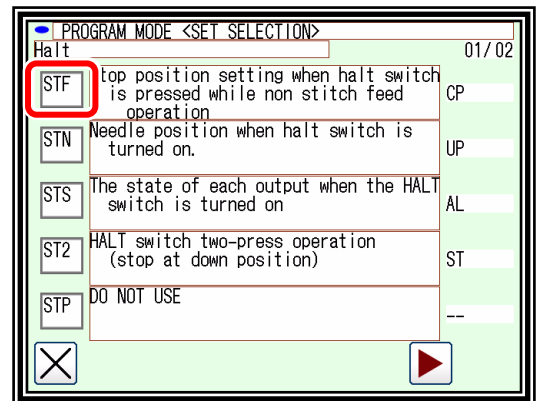 PROGRAM MODE <SET SELECTION>
Halt 01/02
STF top position setting when halt switch
is pressed while non stitch feed CP
operation
STN Needle position when halt switch is
turned on. UP
STS The state of each output when the HALT
switch is turned on AL
ST2 HALT switch two-press operation
(stop at down position) ST
STP DO NOT USE
--